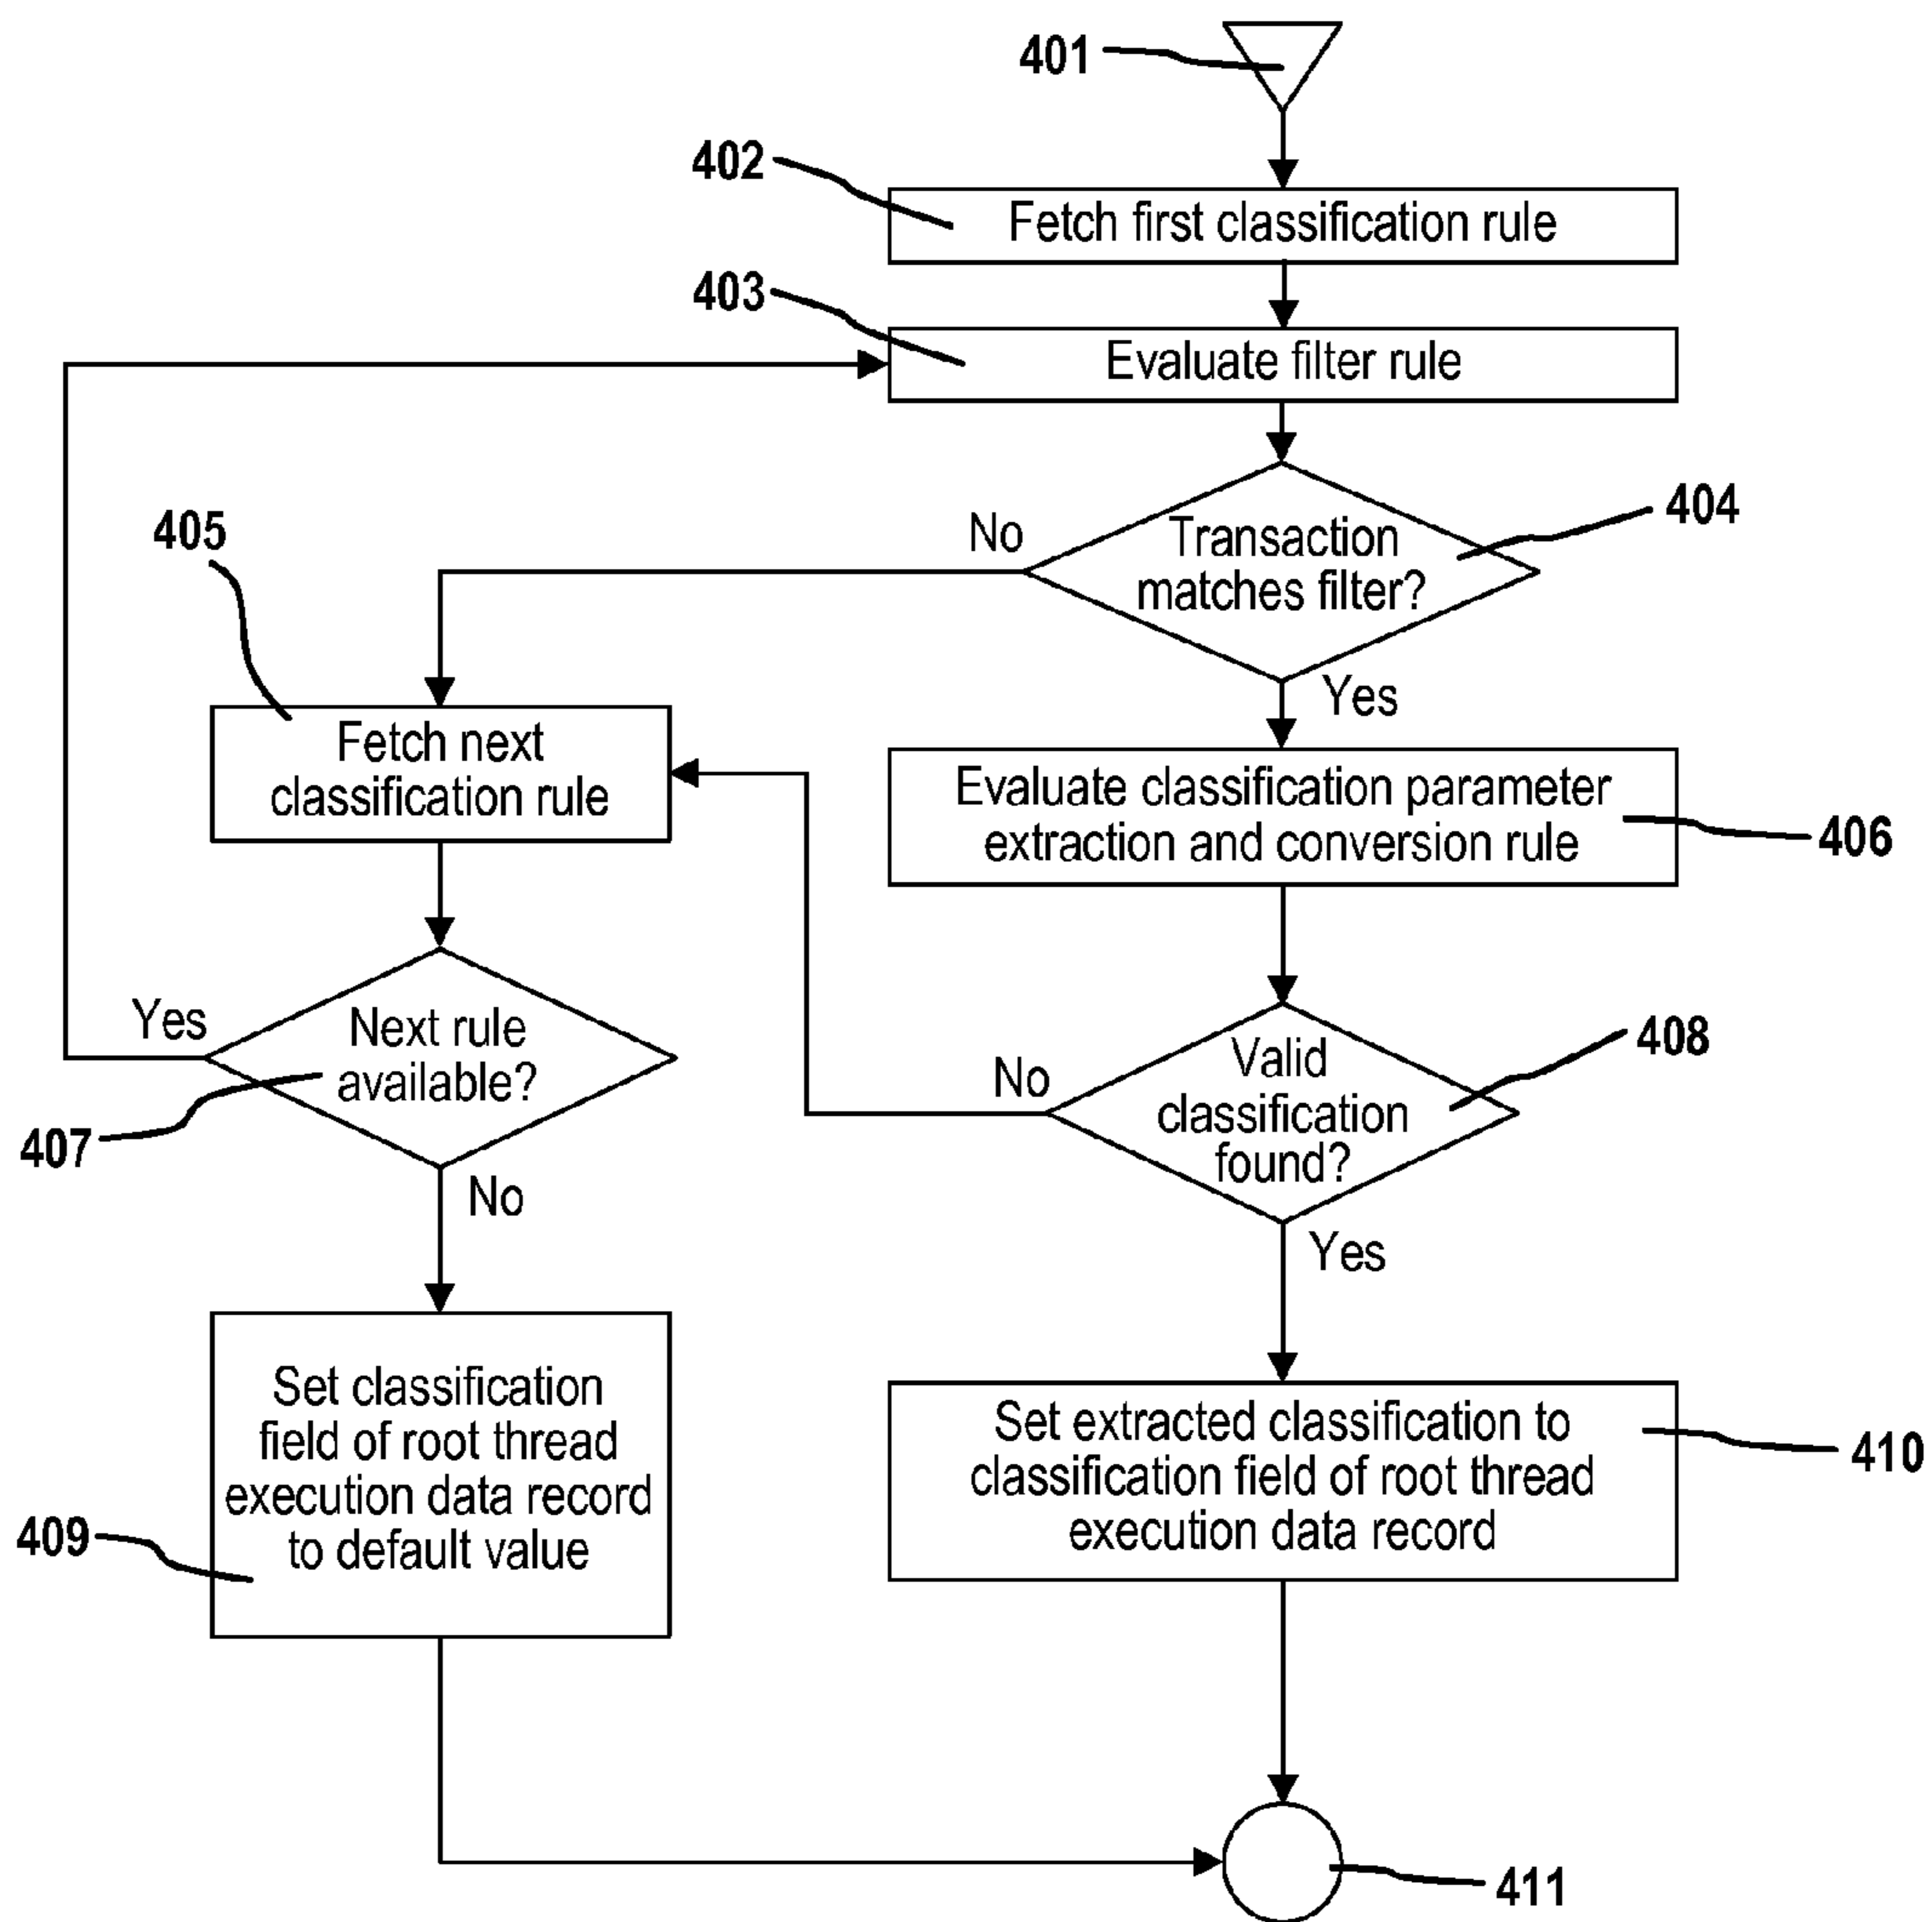 401
402
Fetch first classification rule
403
Evaluate filter rule
404
No
Transaction
matches filter?
405
Yes
Fetch next
classification rule
Evaluate classification parameter
extraction and conversion rule
406
Yes
Next rule
available?
407
No
No
Valid
classification
found?
408
Yes
Set classification
field of root thread
execution data record
to default value
409
Set extracted classification to
classification field of root thread
execution data record
410
411